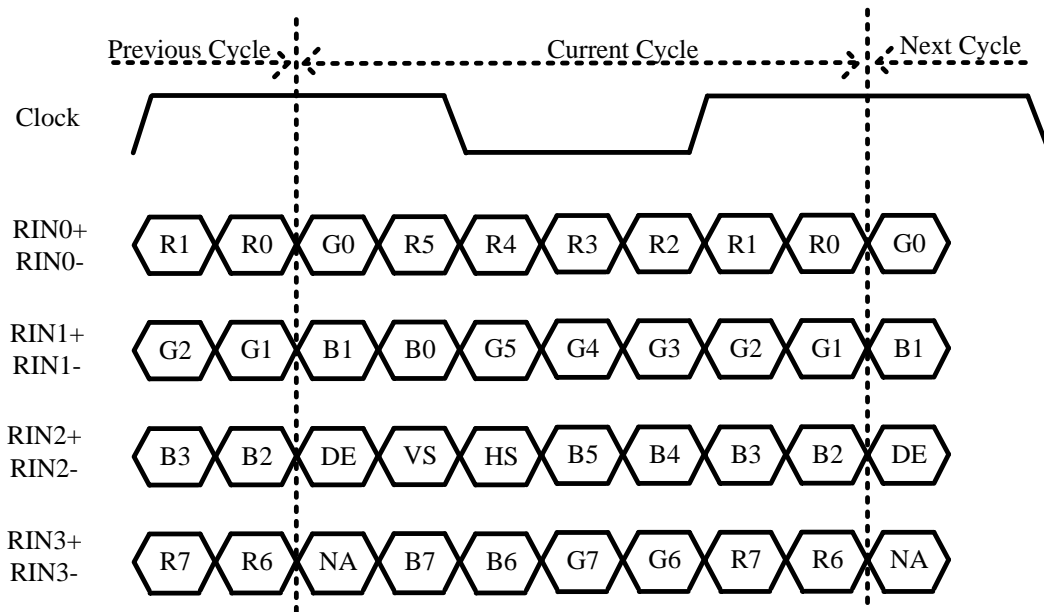 Previous Cycle Current Cycle Next Cycle
Clock
RIN0+
RIN0-
R1 R0 G0 R5 R4 R3 R2 R1 R0 G0
RIN1+
RIN1-
G2 G1 B1 B0 G5 G4 G3 G2 G1 B1
RIN2+
RIN2-
B3 B2 DE VS HS B5 B4 B3 B2 DE
RIN3+
RIN3-
R7 R6 NA B7 B6 G7 G6 R7 R6 NA